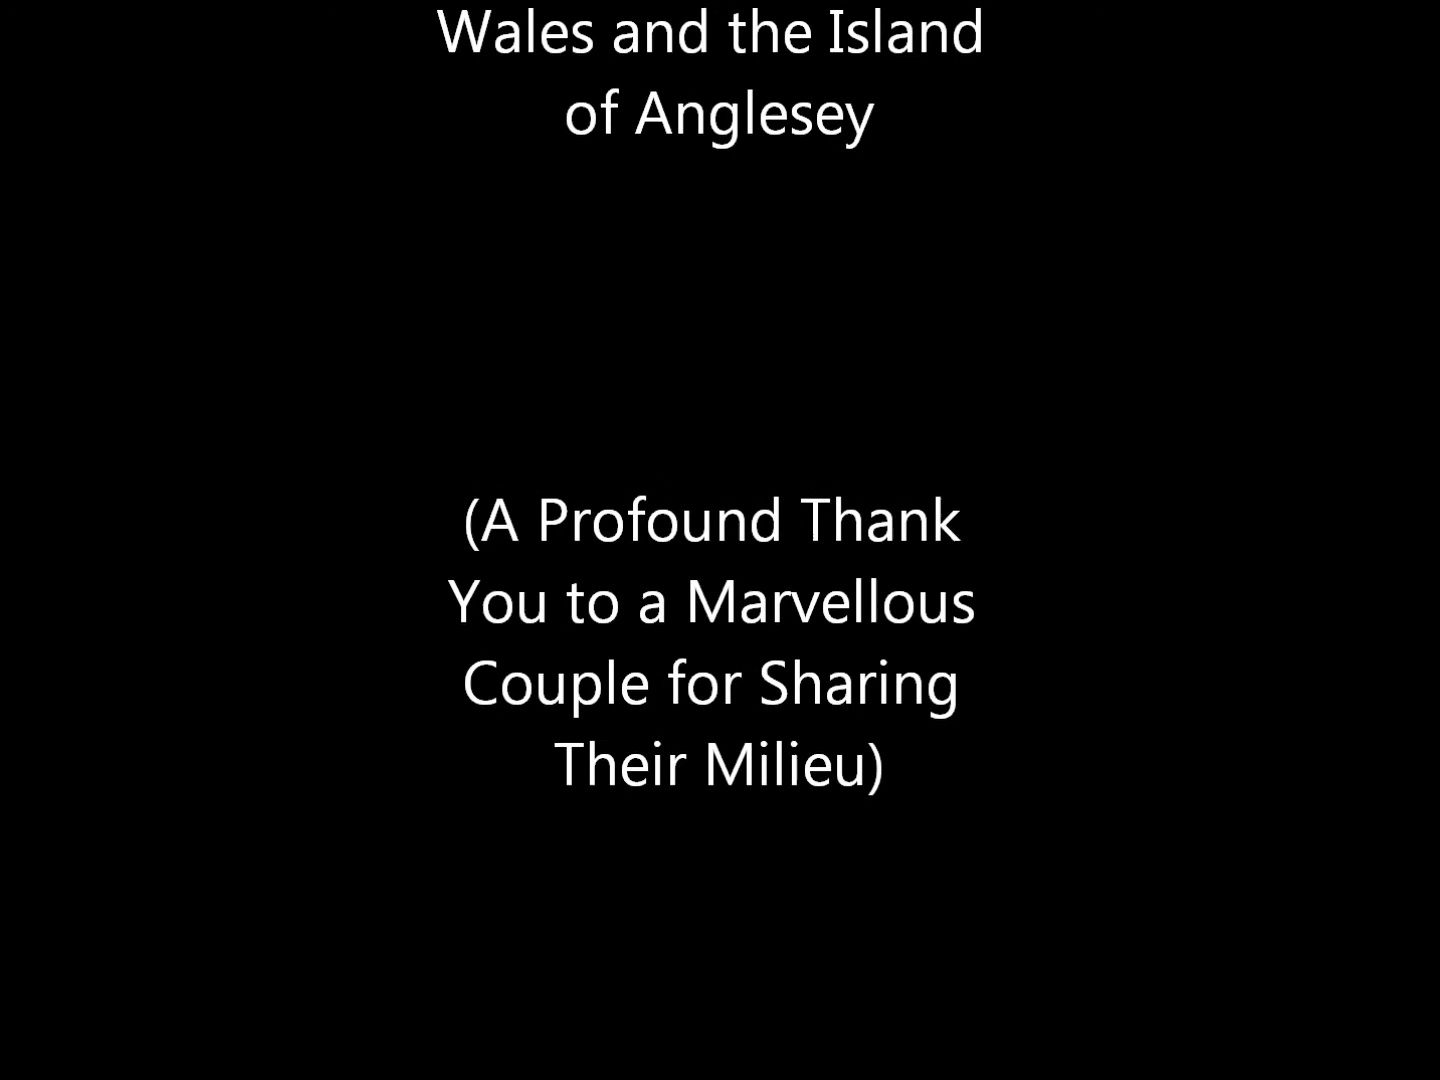 Wales and the Island
of Anglesey
(A Profound Thank
You to a Marvellous
Couple for Sharing
Their Milieu)